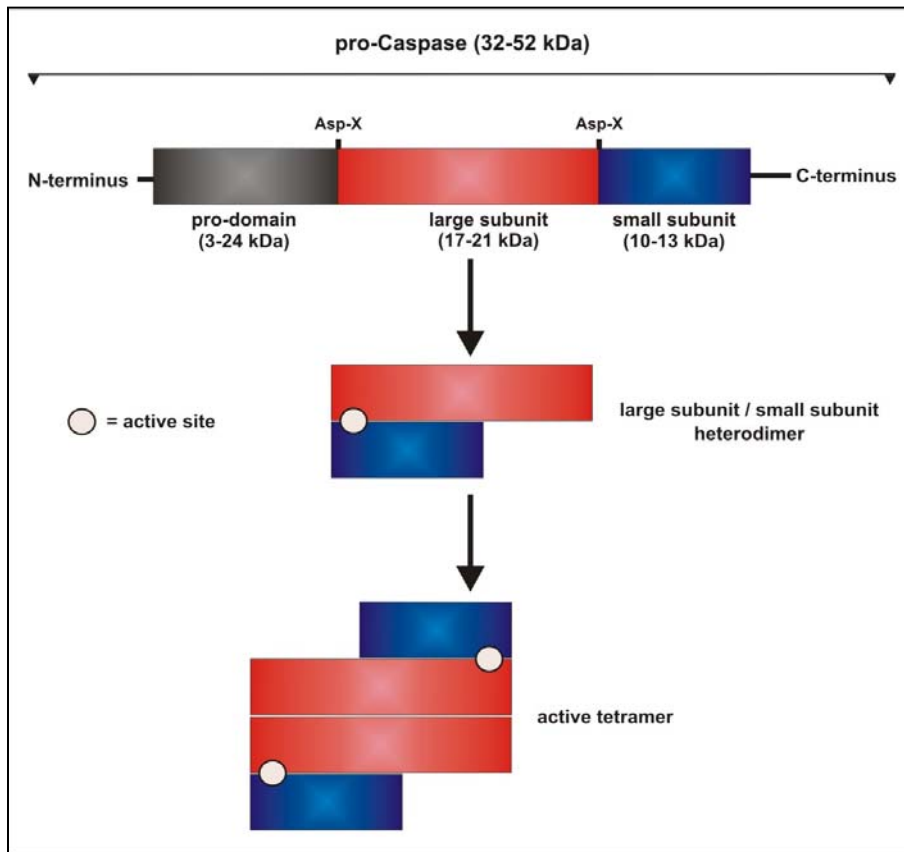 pro-Caspase (32-52 kDa)
Asp-X
Asp-X
N-terminus
C-terminus
pro-domain
(3-24 kDa)
large subunit
(17-21 kDa)
small subunit
(10-13 kDa)
= active site
large subunit / small subunit
heterodimer
active tetramer